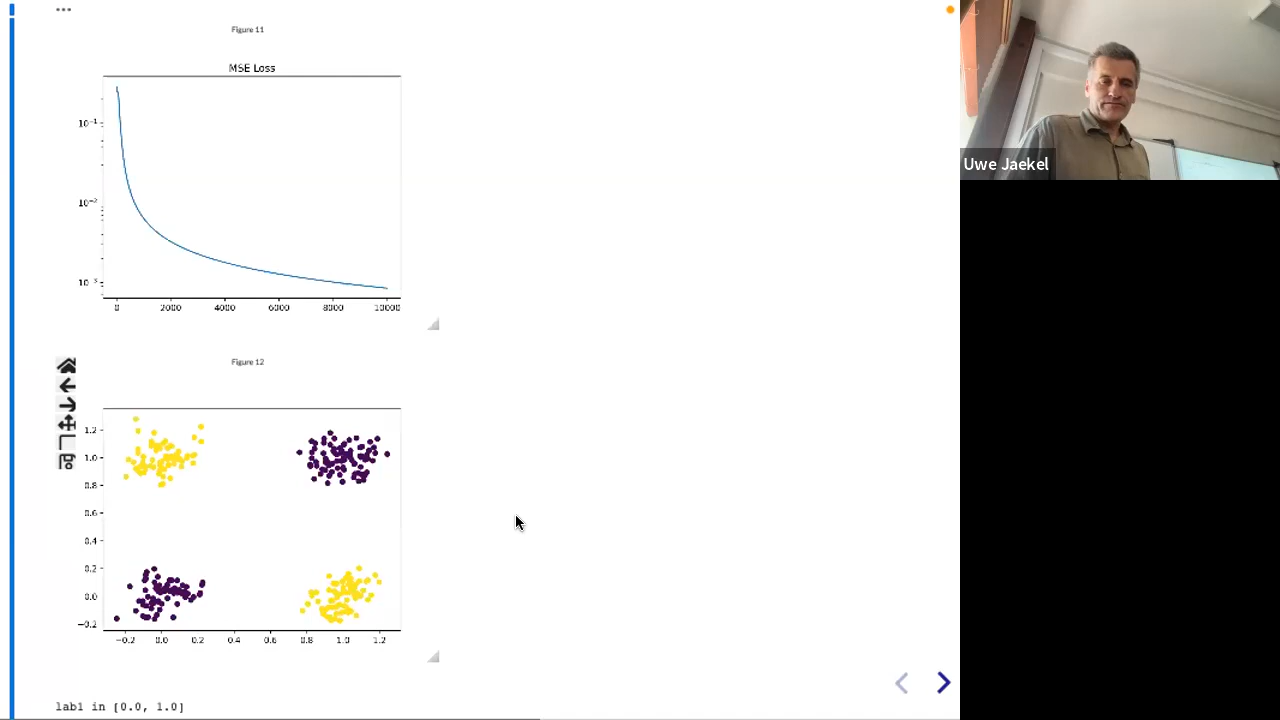 Figure 11
MSE Loss
10⁻¹
10⁻²
10⁻³
0 2000 4000 6000 8000 10000
Figure 12
1.2
1.0
0.8
0.6
0.4
0.2
0.0
−0.2
−0.2 0.0 0.2 0.4 0.6 0.8 1.0 1.2
lab1 in [0.0, 1.0]
Uwe Jaekel